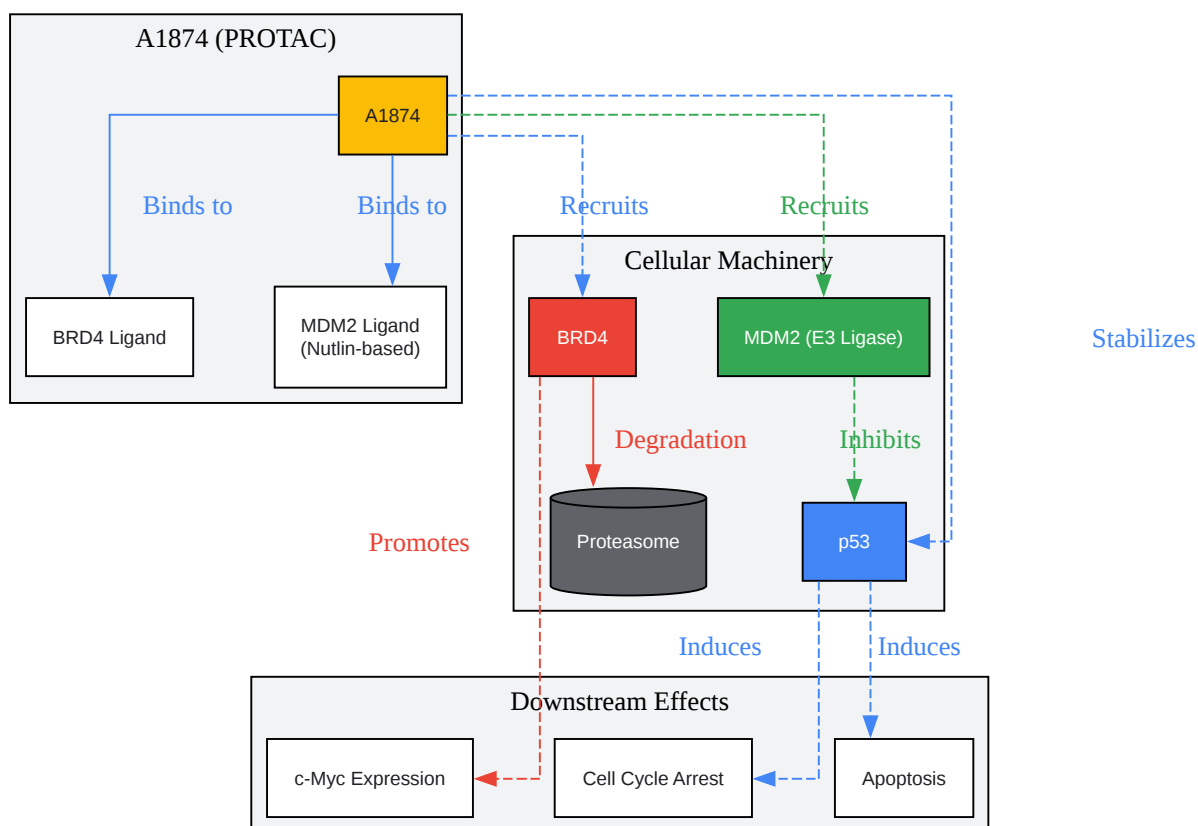 A1874 (PROTAC)
A1874
Binds to
Binds to
Recruits
Recruits
Cellular Machinery
BRD4 Ligand
MDM2 Ligand
(Nutlin-based)
BRD4
MDM2 (E3 Ligase)
Stabilizes
Degradation
Inhibits
Promotes
Proteasome
p53
Induces
Induces
Downstream Effects
c-Myc Expression
Cell Cycle Arrest
Apoptosis